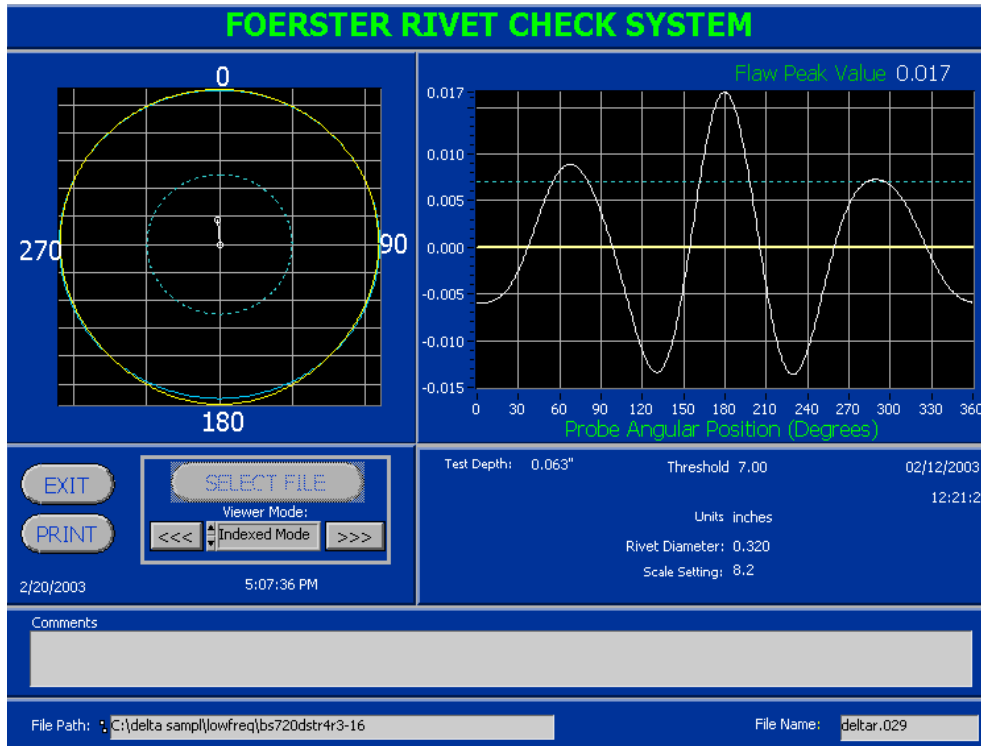 FOERSTER RIVET CHECK SYSTEM
0
270
90
180
Flaw Peak Value 0.017
0.017
0.010
0.005
0.000
-0.005
-0.010
-0.015
0 30 60 90 120 150 180 210 240 270 300 330 360
Probe Angular Position (Degrees)
EXIT
PRINT
SELECT FILE
Viewer Mode:
<<< Indexed Mode >>>
2/20/2003 5:07:36 PM
Test Depth: 0.063" Threshold 7.00 02/12/2003
12:21:2
Units inches
Rivet Diameter: 0.320
Scale Setting: 8.2
Comments
File Path: C:\delta sampl\lowfreq\bs720dstr4r3-16 File Name: deltar.029